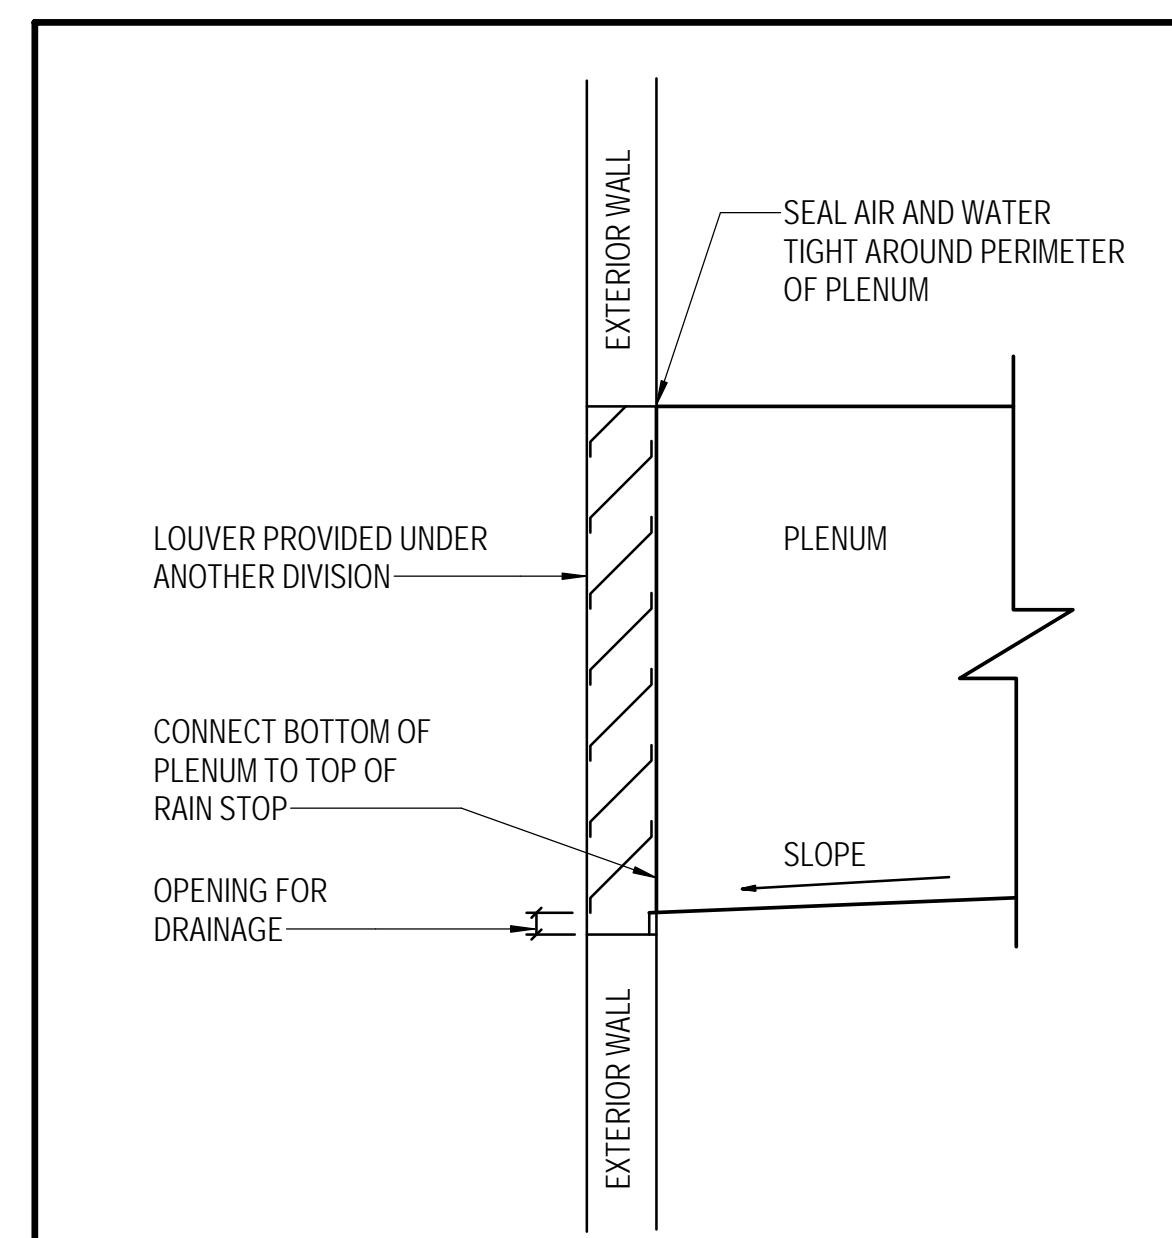 EXTERIOR WALL
SEAL AIR AND WATER
TIGHT AROUND PERIMETER
OF PLENUM
LOUVER PROVIDED UNDER
ANOTHER DIVISION
PLENUM
CONNECT BOTTOM OF
PLENUM TO TOP OF
RAIN STOP
SLOPE
OPENING FOR
DRAINAGE
EXTERIOR WALL